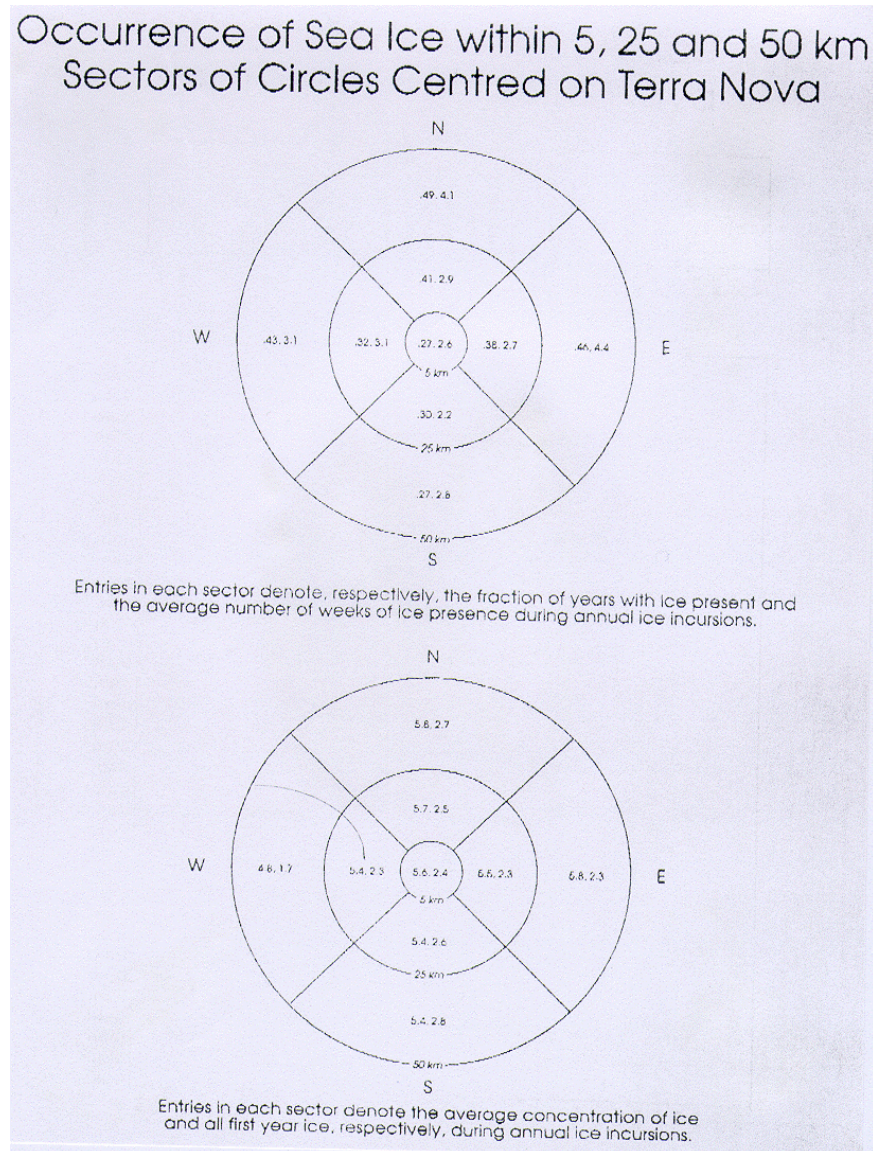 Occurrence of Sea Ice within 5, 25 and 50 km
Sectors of Circles Centred on Terra Nova
N
.49, 4.1
.41, 2.9
W
.43, 3.1
.32, 3.1
.27, 2.6
.38, 2.7
4.4
E
5 km
.30, 2.2
25 km
.27, 2.8
50 km
S
Entries in each sector denote, respectively, the fraction of years with ice present and
the average number of weeks of ice presence during annual ice incursions.
N
5.8, 2.7
5.7, 2.5
W
4.8, 1.7
5.4, 2.3
5.6, 2.4
2.3
2.3
E
5 km
5.4, 2.6
25 km
5.4, 2.8
50 km
S
Entries in each sector denote the average concentration of ice
and all first year ice, respectively, during annual ice incursions.